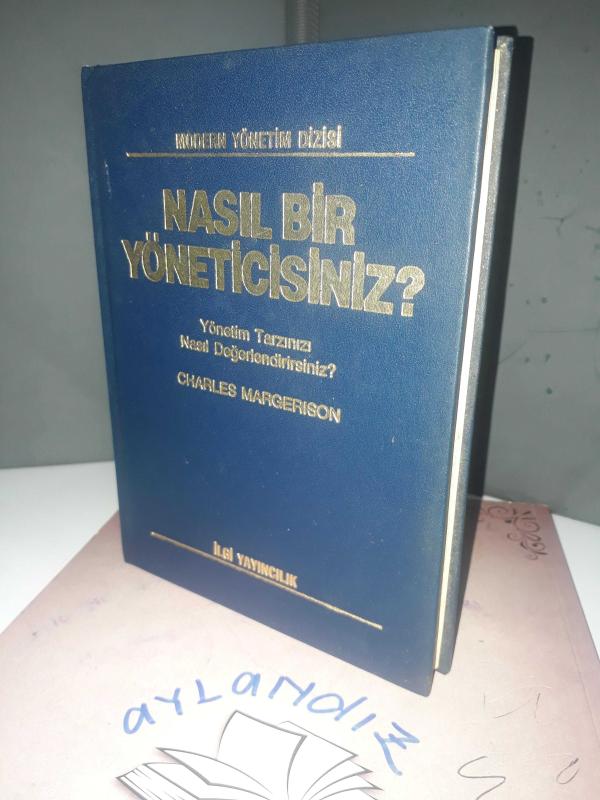 MODERN YÖNETİM DİZİSİ
NASIL BİR
YÖNETİCİSİNİZ?
Yönetim Tarzınızı
Nasıl Değerlendirirsiniz?
CHARLES MARGERISON
İLGİ YAYINCILIK
aYLaNdIZ